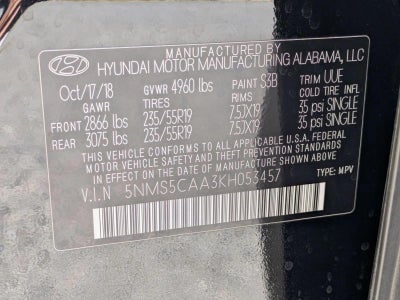 MANUFACTURED BY
HYUNDAI MOTOR MANUFACTURING ALABAMA, LLC
Oct/17/18 GVWR 4960 lbs PAINT S3B TRIM UUE
GAWR TIRES RIMS COLD TIRE INFL
FRONT 2866 lbs 235/55R19 7.5JX19 35 psi SINGLE
REAR 3075 lbs 235/55R19 7.5JX19 35 psi SINGLE
THIS VEHICLE CONFORMS TO ALL APPLICABLE U.S.A. FEDERAL
MOTOR VEHICLE SAFETY AND THEFT PREVENTION STANDARDS
IN EFFECT ON THE DATE OF MANUFACTURE SHOWN ABOVE.
V.I.N 5NMS5CAA3KH053457 TYPE: MPV